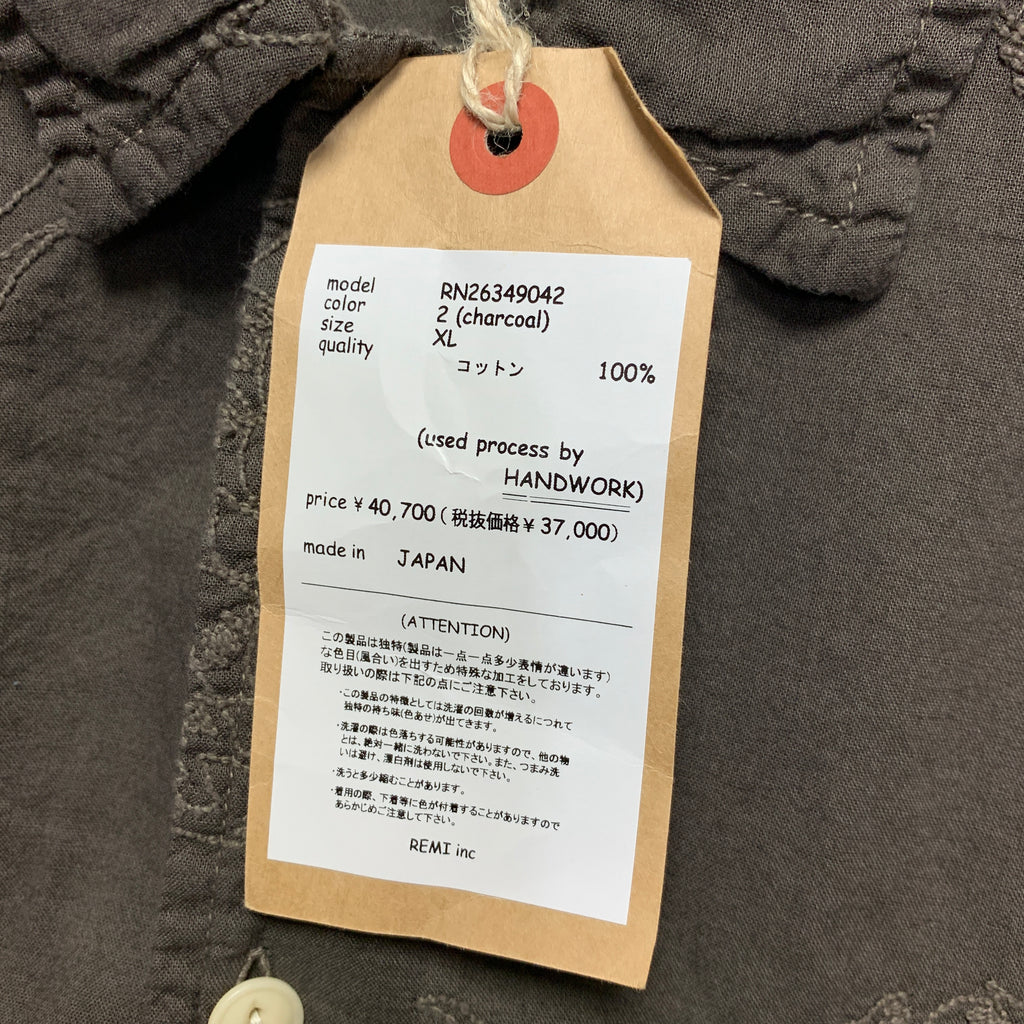 model RN26349042
color 2 (charcoal)
size XL
quality コットン 100%
(used process by
HANDWORK)
price ¥ 40,700 ( 税抜価格 ¥ 37,000)
made in JAPAN
(ATTENTION)
この製品は独特(製品は一点一点多少表情が違います)
な色目(風合い)を出すため特殊な加工をしております。
取り扱いの際は下記の点にご注意下さい。
・この製品の特徴としては洗濯の回数が増えるにつれて
独特の持ち味(色あせ)が出てきます。
・洗濯の際は色落ちする可能性がありますので、他の物
とは、絶対一緒に洗わないで下さい。また、つまみ洗
いは避け、漂白剤は使用しないで下さい。
・洗うと多少縮むことがあります。
・着用の際、下着等に色が付着することがありますので
あらかじめご注意して下さい。
REMI inc